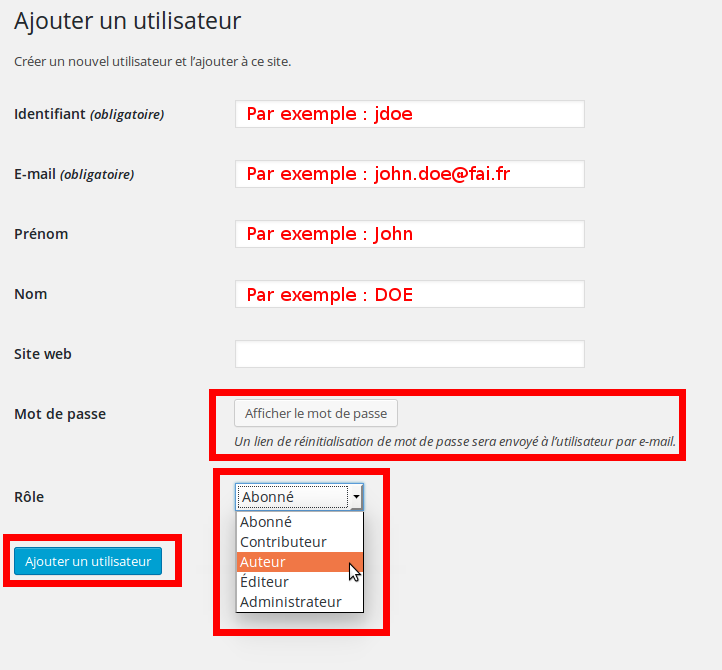 Ajouter un utilisateur
Créer un nouvel utilisateur et l'ajouter à ce site.
Identifiant (obligatoire) Par exemple : jdoe
E-mail (obligatoire) Par exemple : john.doe@fai.fr
Prénom Par exemple : John
Nom Par exemple : DOE
Site web
Mot de passe Afficher le mot de passe
Un lien de réinitialisation de mot de passe sera envoyé à l'utilisateur par e-mail.
Rôle Abonné
Abonné
Contributeur
Auteur
Éditeur
Administrateur
Ajouter un utilisateur